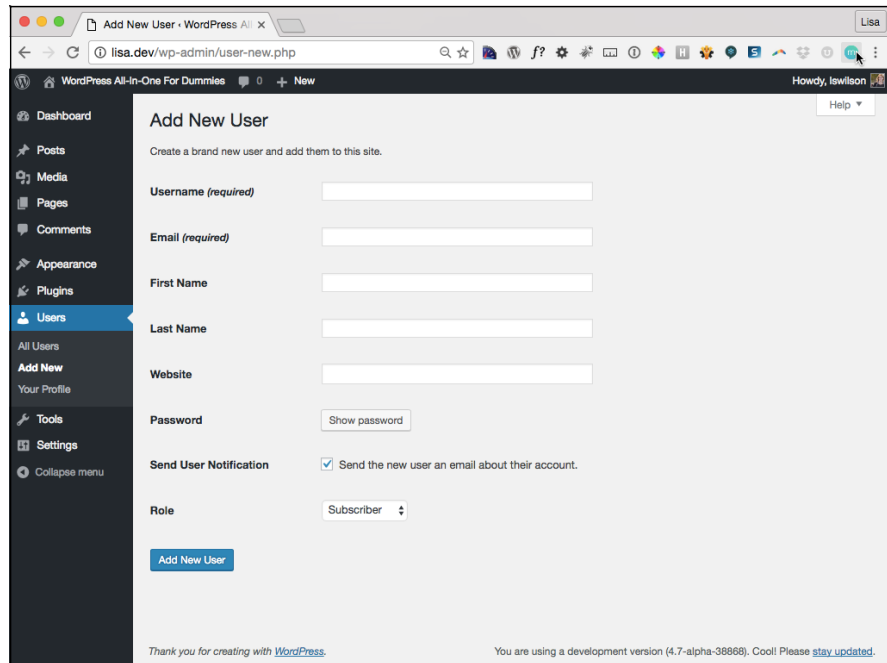 Add New User ‹ WordPress Al
Lisa
lisa.dev/wp-admin/user-new.php
WordPress All-In-One For Dummies 0 + New
Howdy, lswilson
Help ▼
Dashboard
Posts
Media
Pages
Comments
Appearance
Plugins
Users
All Users
Add New
Your Profile
Tools
Settings
Collapse menu
Add New User
Create a brand new user and add them to this site.
Username (required)
Email (required)
First Name
Last Name
Website
Password
Show password
Send User Notification
Send the new user an email about their account.
Role
Subscriber
Add New User
Thank you for creating with WordPress.
You are using a development version (4.7-alpha-38868). Cool! Please stay updated.